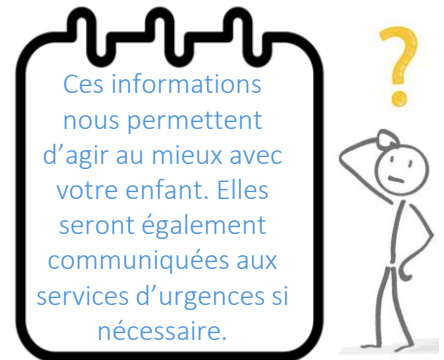 Ces informations
nous permettent
d’agir au mieux avec
votre enfant. Elles
seront également
communiquées aux
services d’urgences si
nécessaire.
?